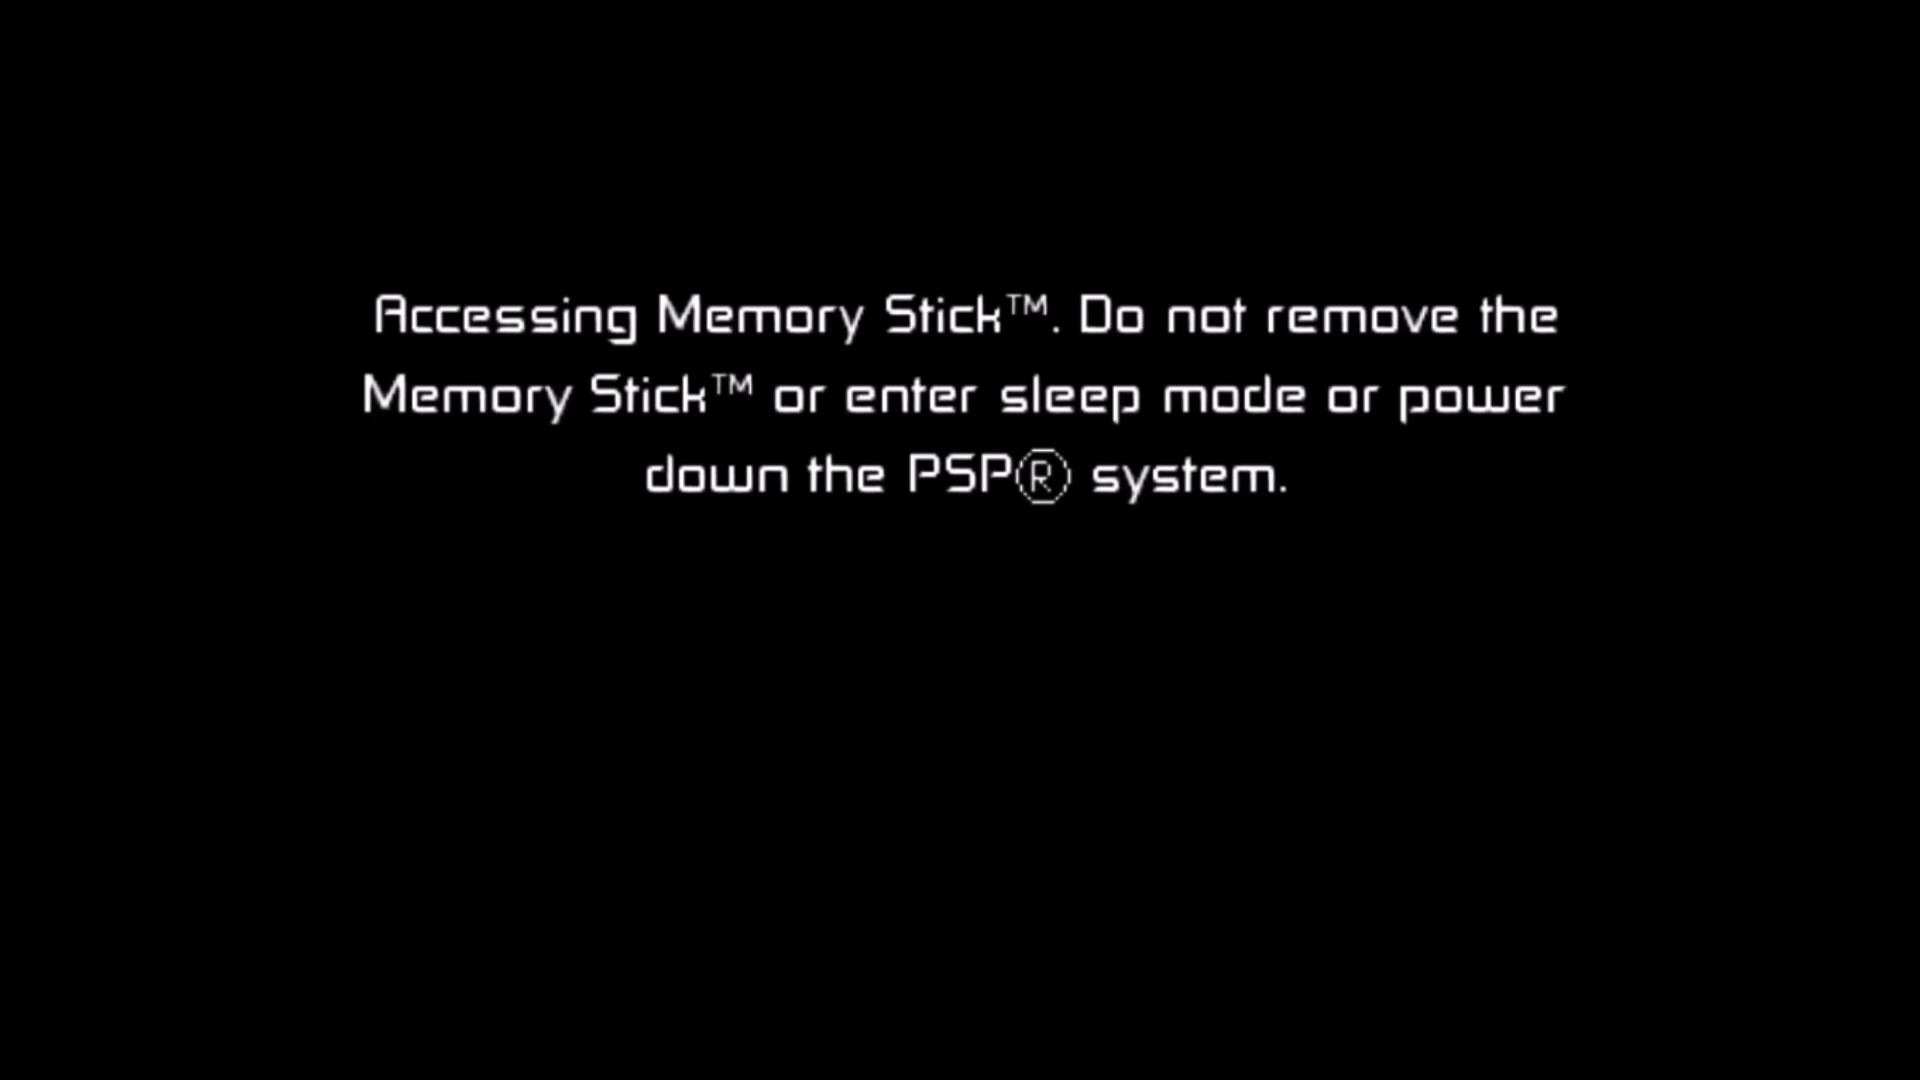 Accessing Memory Stick™. Do not remove the
Memory Stick™ or enter sleep mode or power
down the PSP® system.